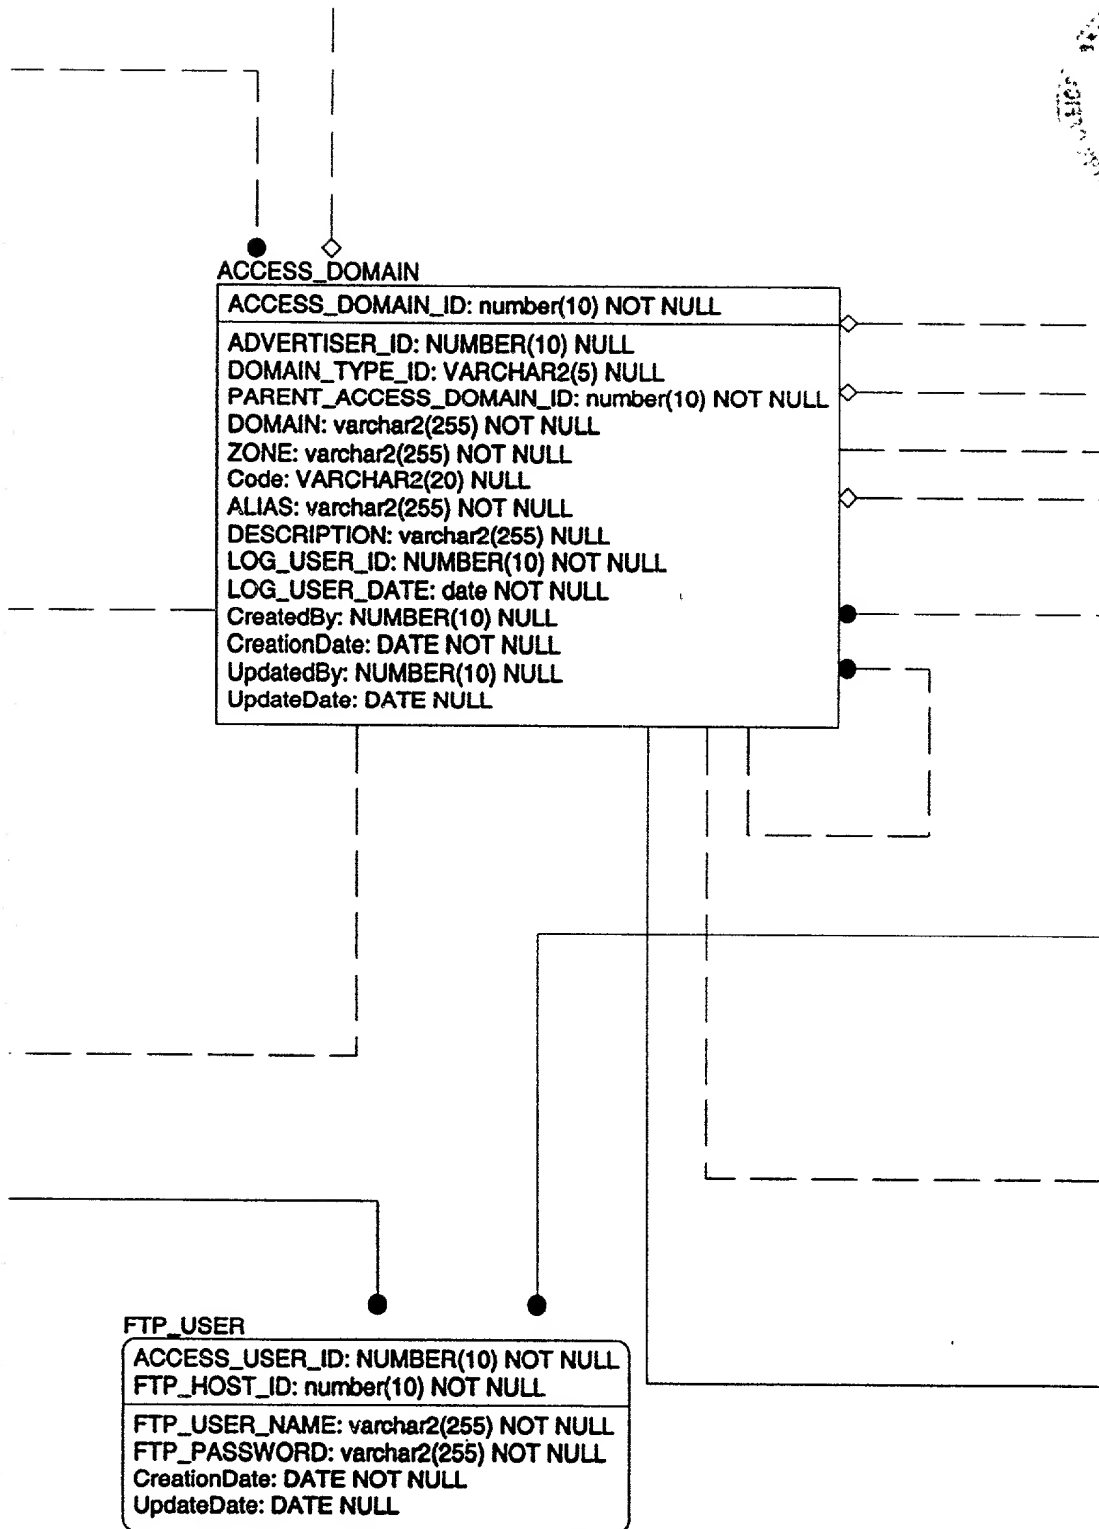 ACCESS_DOMAIN
ACCESS_DOMAIN_ID: number(10) NOT NULL
ADVERTISER_ID: NUMBER(10) NULL
DOMAIN_TYPE_ID: VARCHAR2(5) NULL
PARENT_ACCESS_DOMAIN_ID: number(10) NOT NULL
DOMAIN: varchar2(255) NOT NULL
ZONE: varchar2(255) NOT NULL
Code: VARCHAR2(20) NULL
ALIAS: varchar2(255) NOT NULL
DESCRIPTION: varchar2(255) NULL
LOG_USER_ID: NUMBER(10) NOT NULL
LOG_USER_DATE: date NOT NULL
CreatedBy: NUMBER(10) NULL
CreationDate: DATE NOT NULL
UpdatedBy: NUMBER(10) NULL
UpdateDate: DATE NULL
FTP_USER
ACCESS_USER_ID: NUMBER(10) NOT NULL
FTP_HOST_ID: number(10) NOT NULL
FTP_USER_NAME: varchar2(255) NOT NULL
FTP_PASSWORD: varchar2(255) NOT NULL
CreationDate: DATE NOT NULL
UpdateDate: DATE NULL